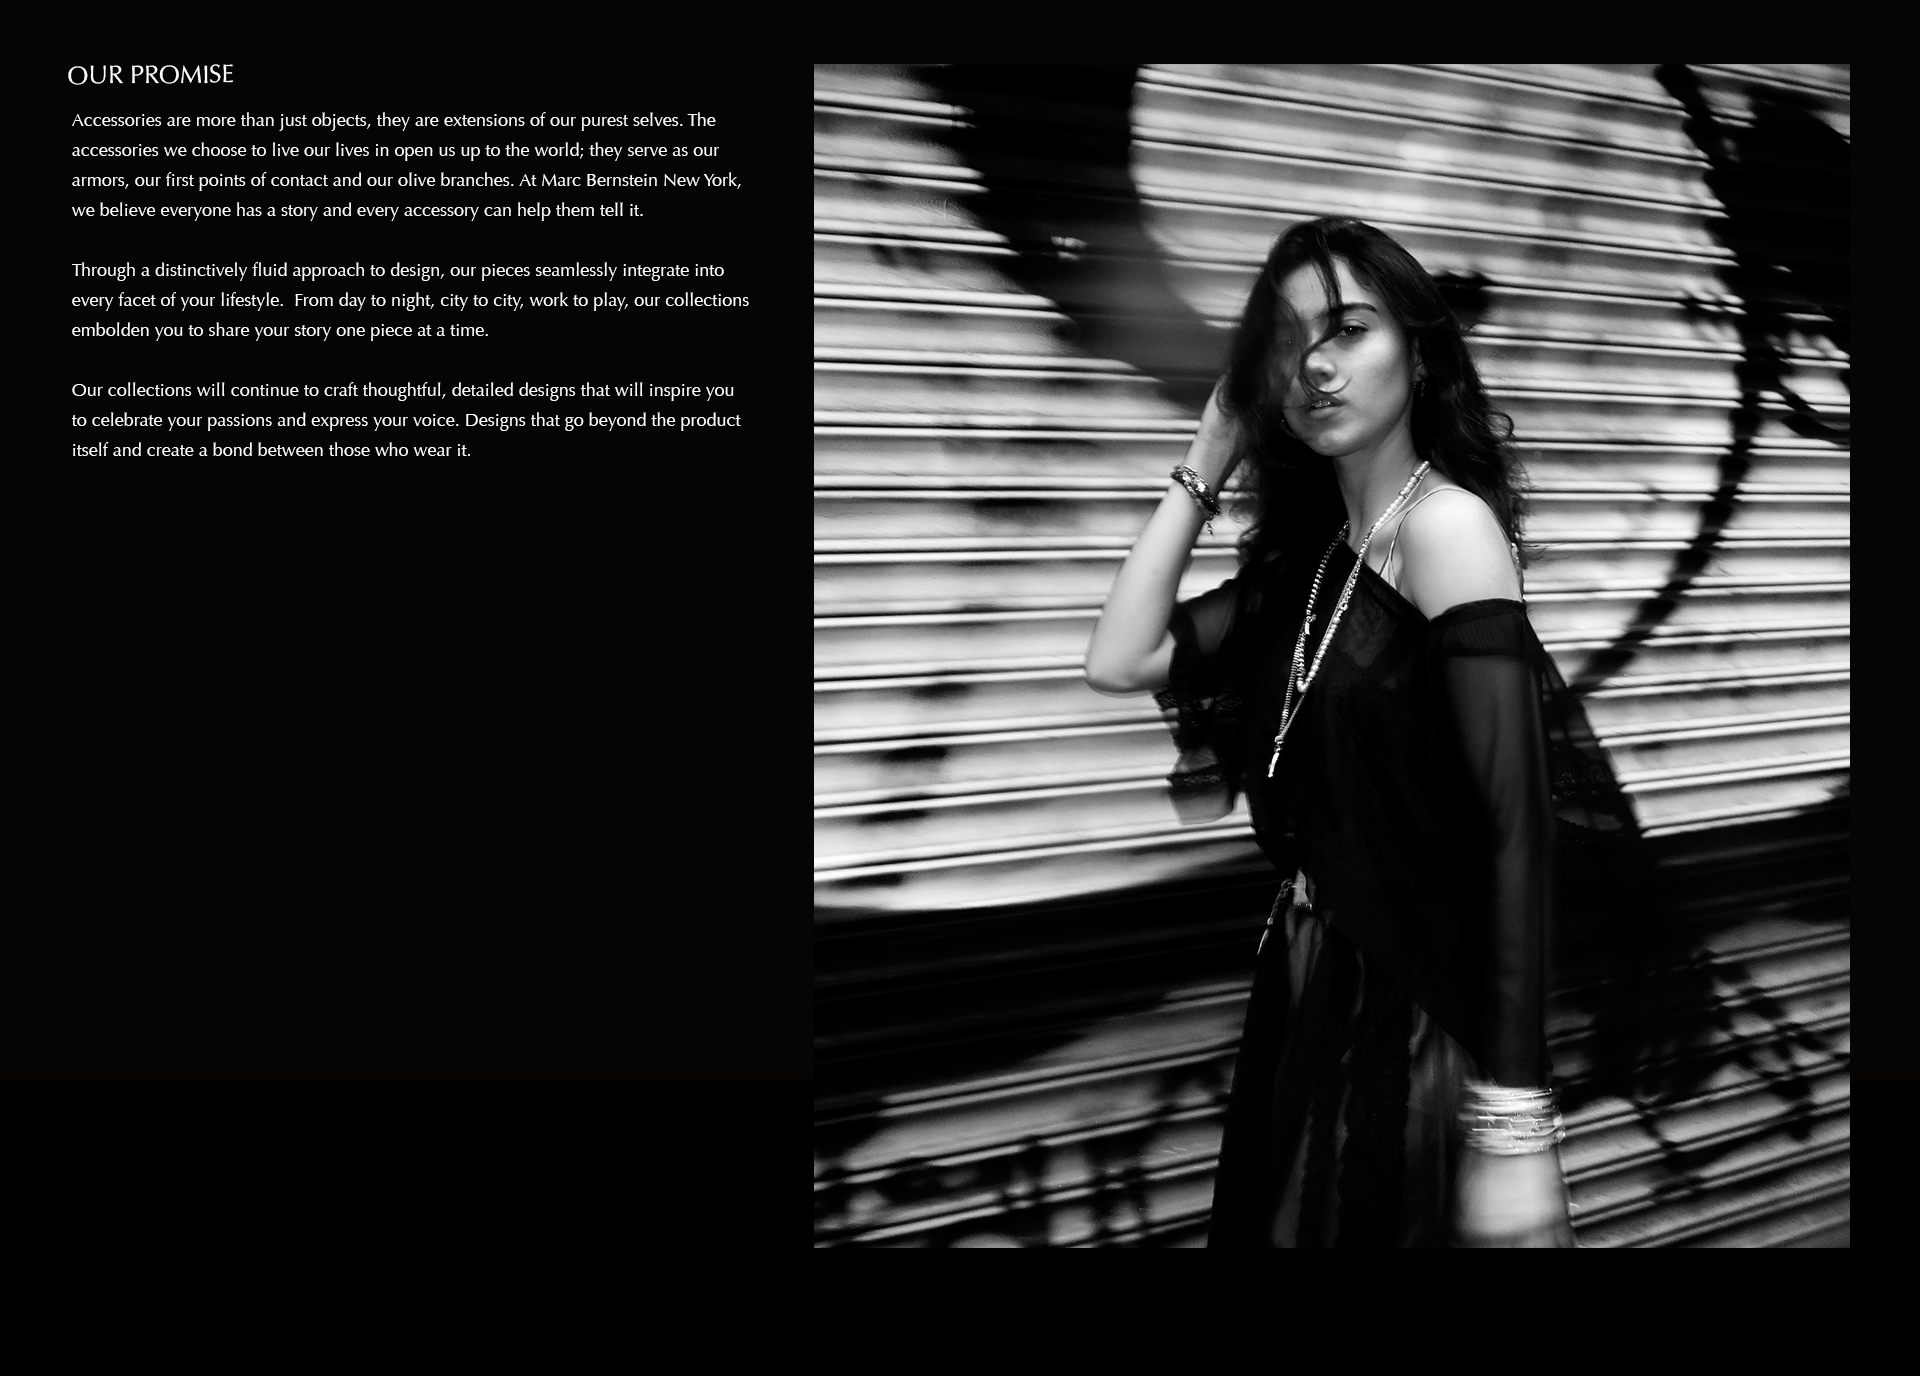 OUR PROMISE
Accessories are more than just objects, they are extensions of our purest selves. The
accessories we choose to live our lives in open us up to the world; they serve as our
armors, our first points of contact and our olive branches. At Marc Bernstein New York,
we believe everyone has a story and every accessory can help them tell it.
Through a distinctively fluid approach to design, our pieces seamlessly integrate into
every facet of your lifestyle.  From day to night, city to city, work to play, our collections
embolden you to share your story one piece at a time.
Our collections will continue to craft thoughtful, detailed designs that will inspire you
to celebrate your passions and express your voice. Designs that go beyond the product
itself and create a bond between those who wear it.